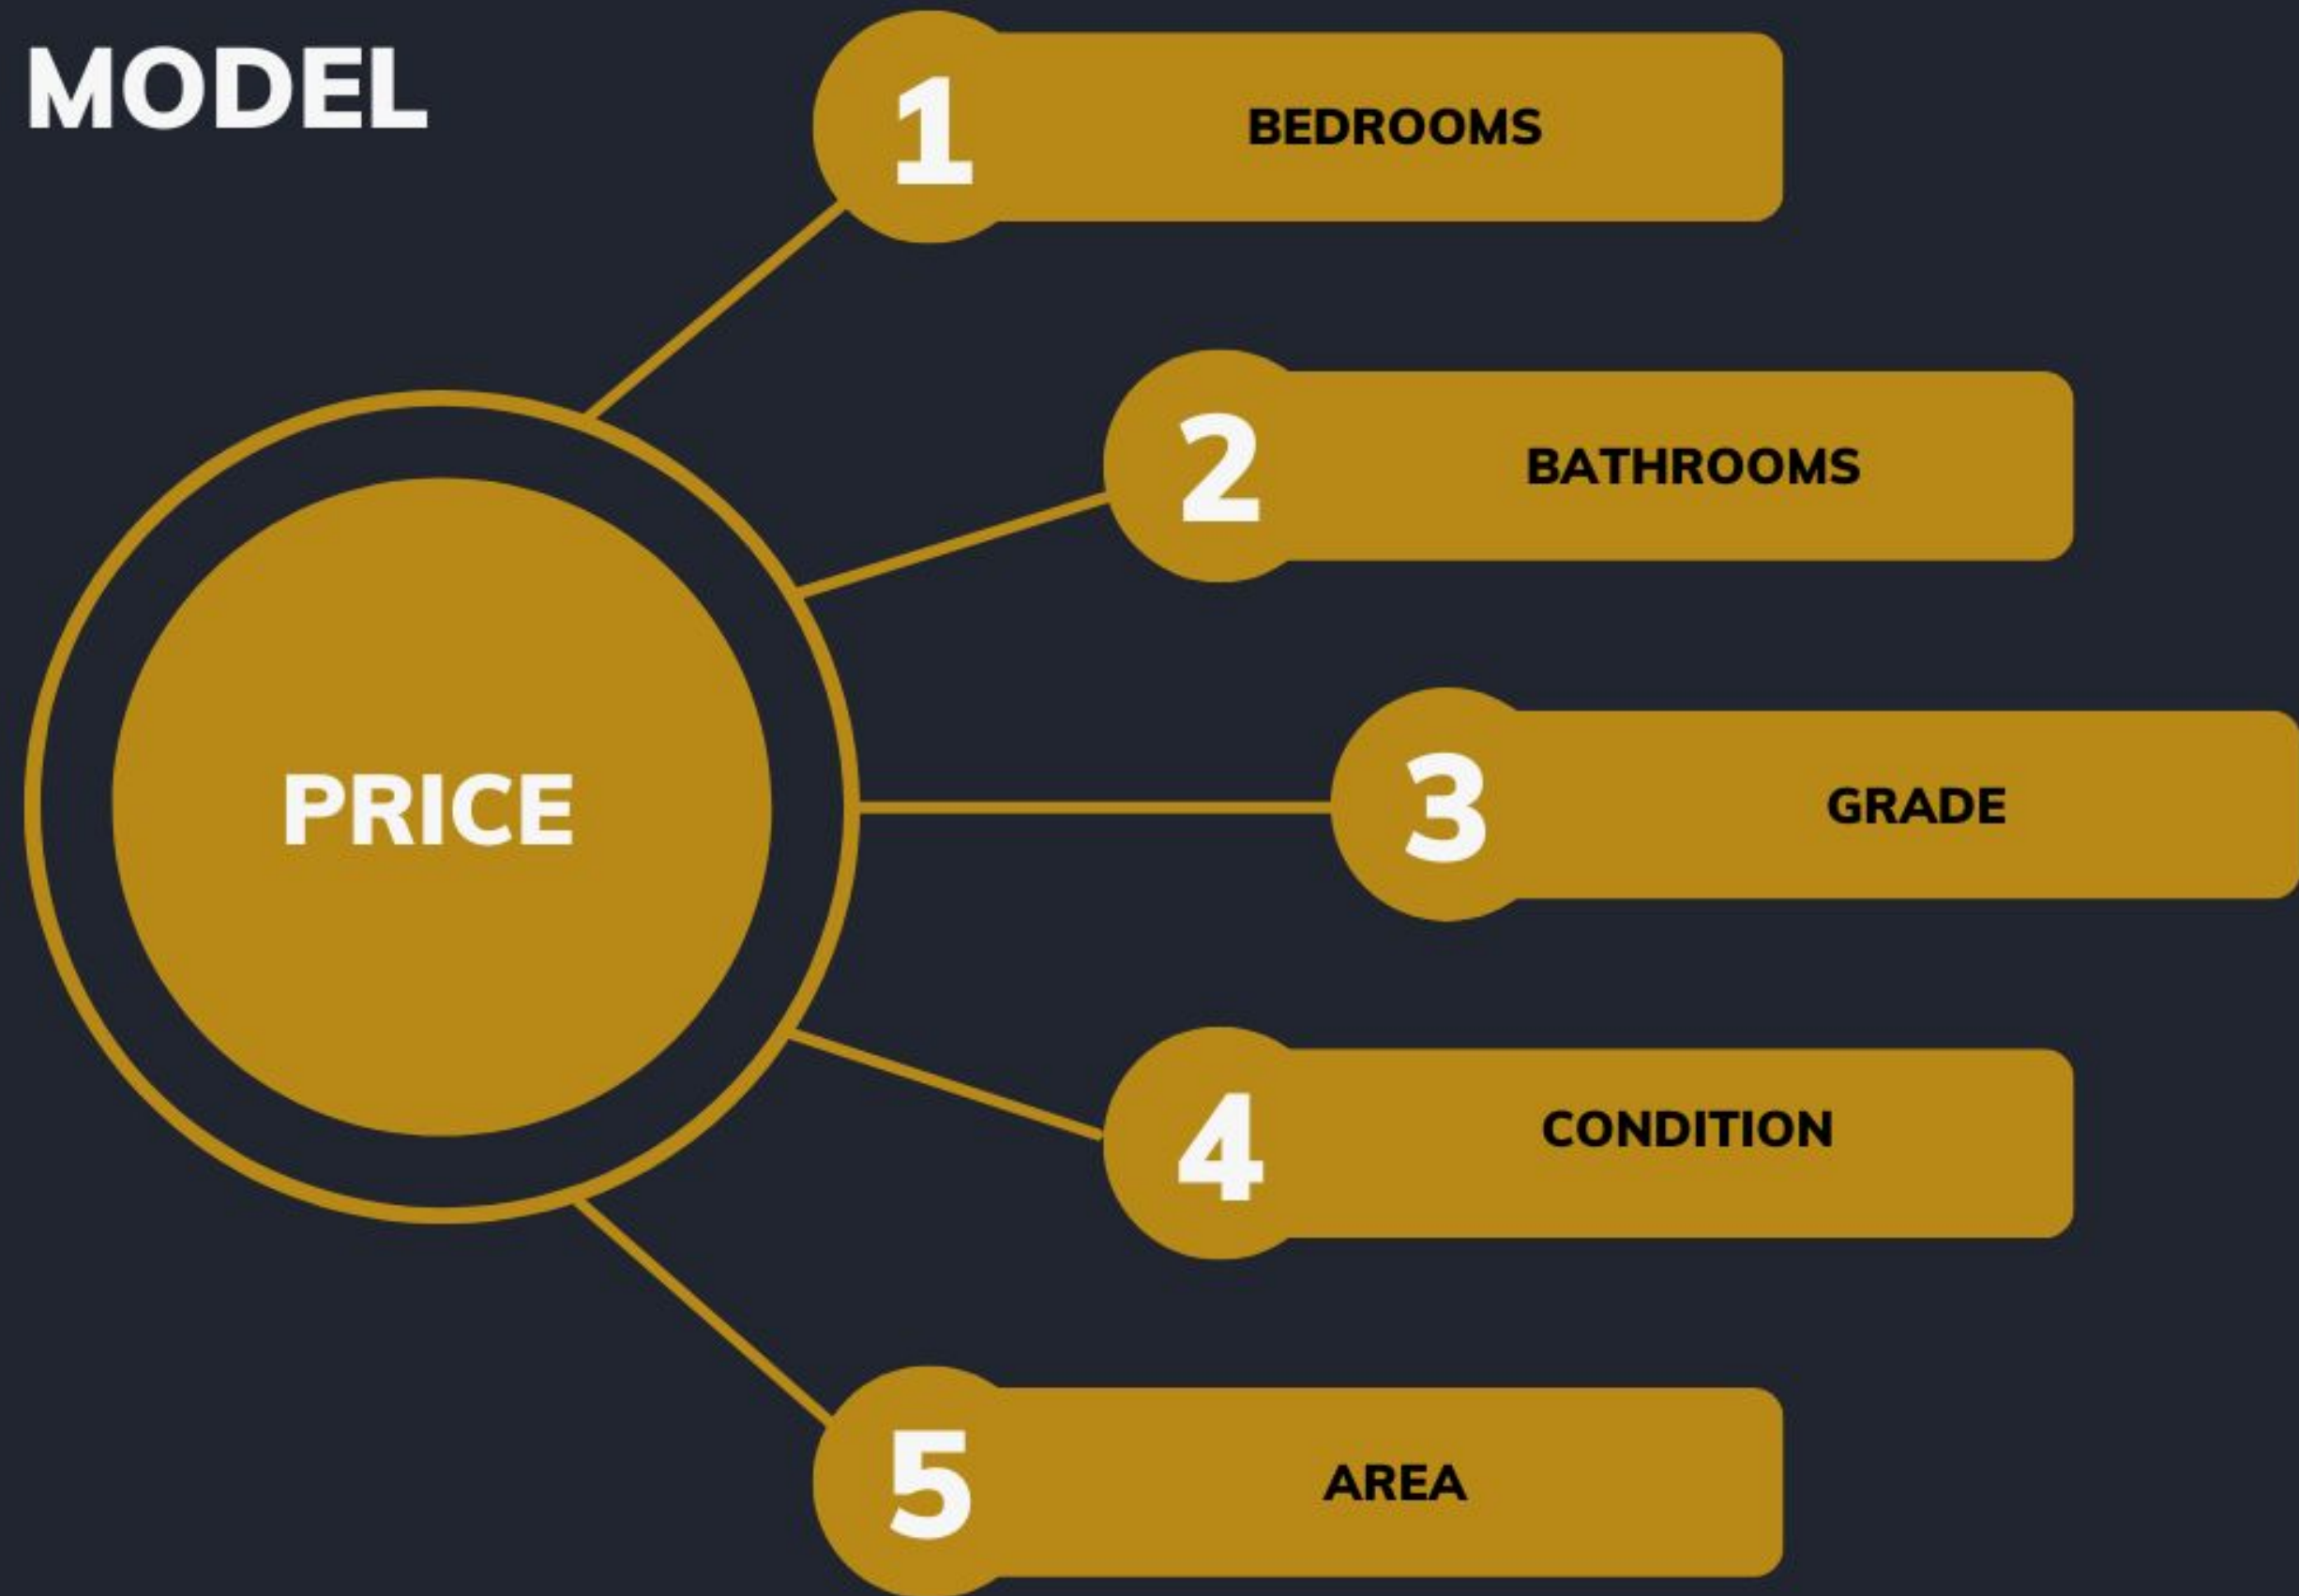 MODEL
1
BEDROOMS
2
BATHROOMS
PRICE
3
GRADE
4
CONDITION
5
AREA